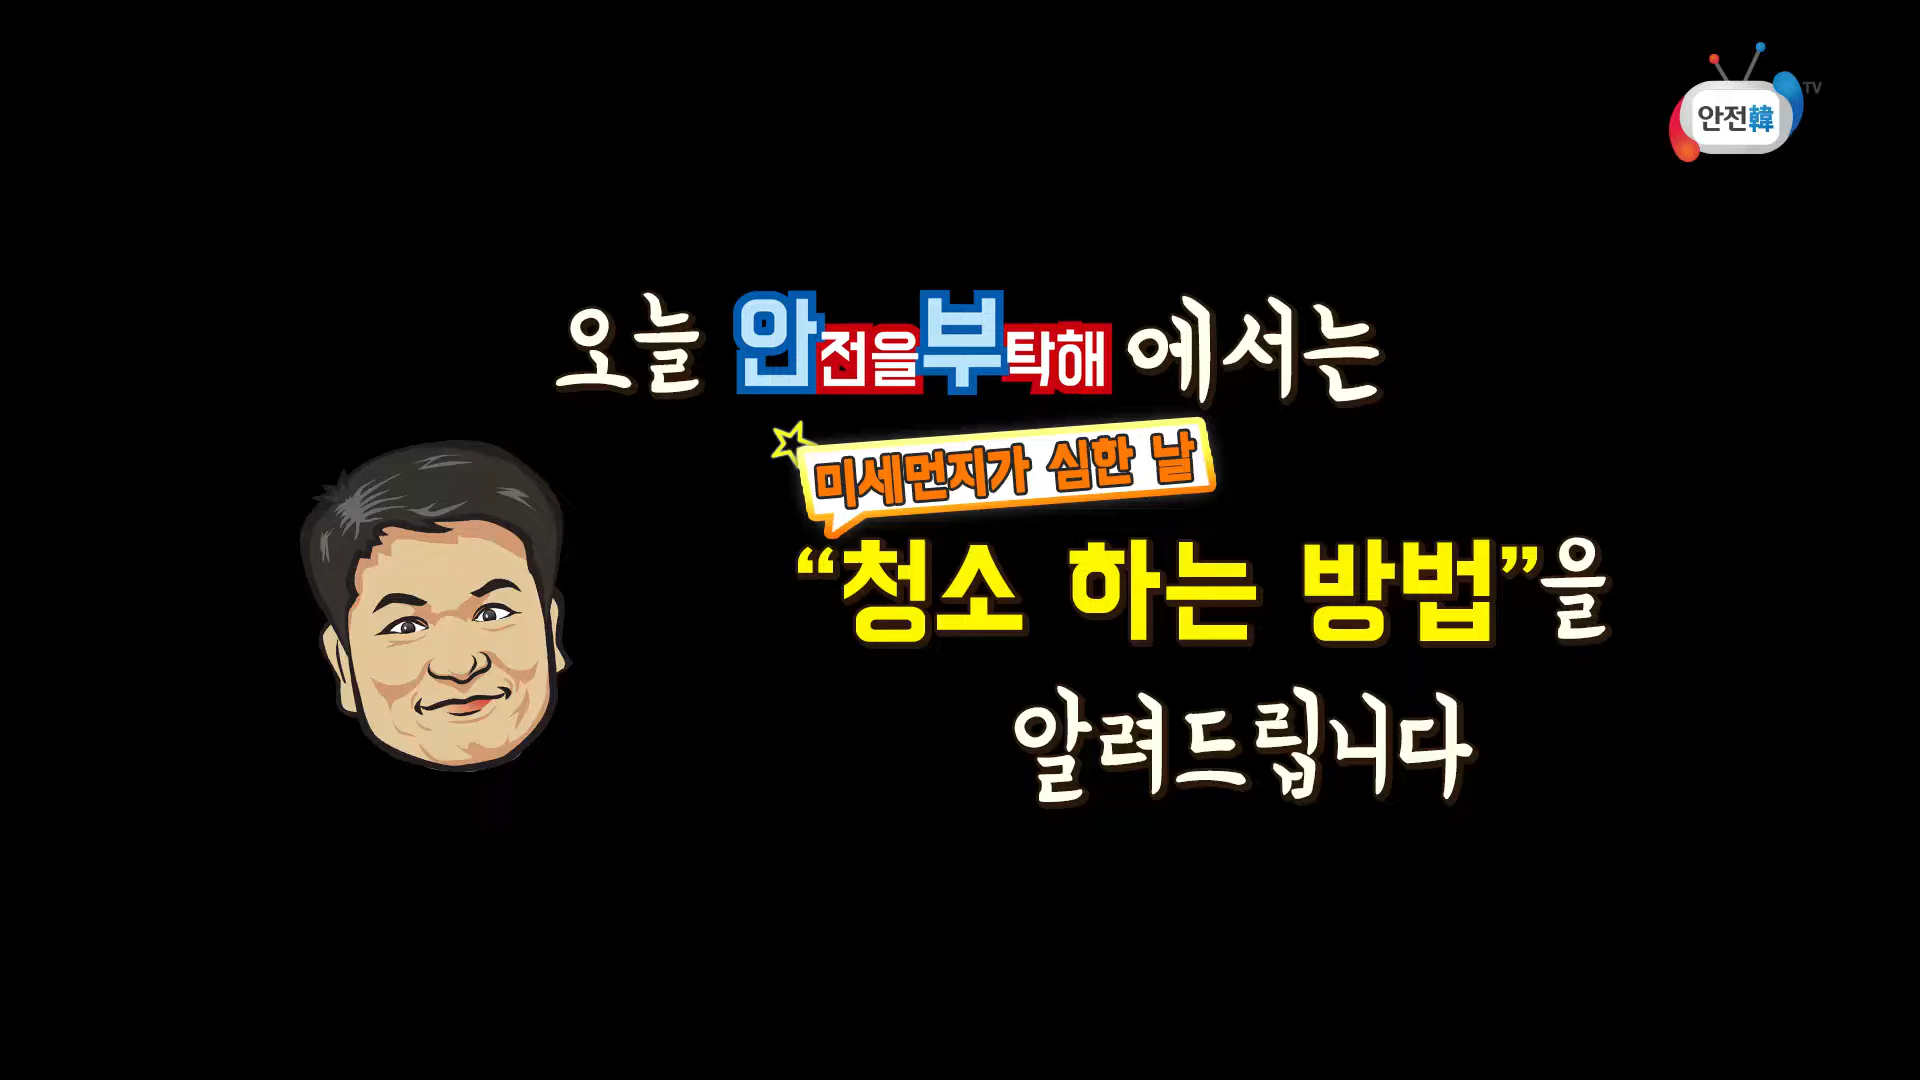 안전韓 TV
오늘 안전을부탁해 에서는
미세먼지가 심한 날
“청소 하는 방법”을
알려드립니다